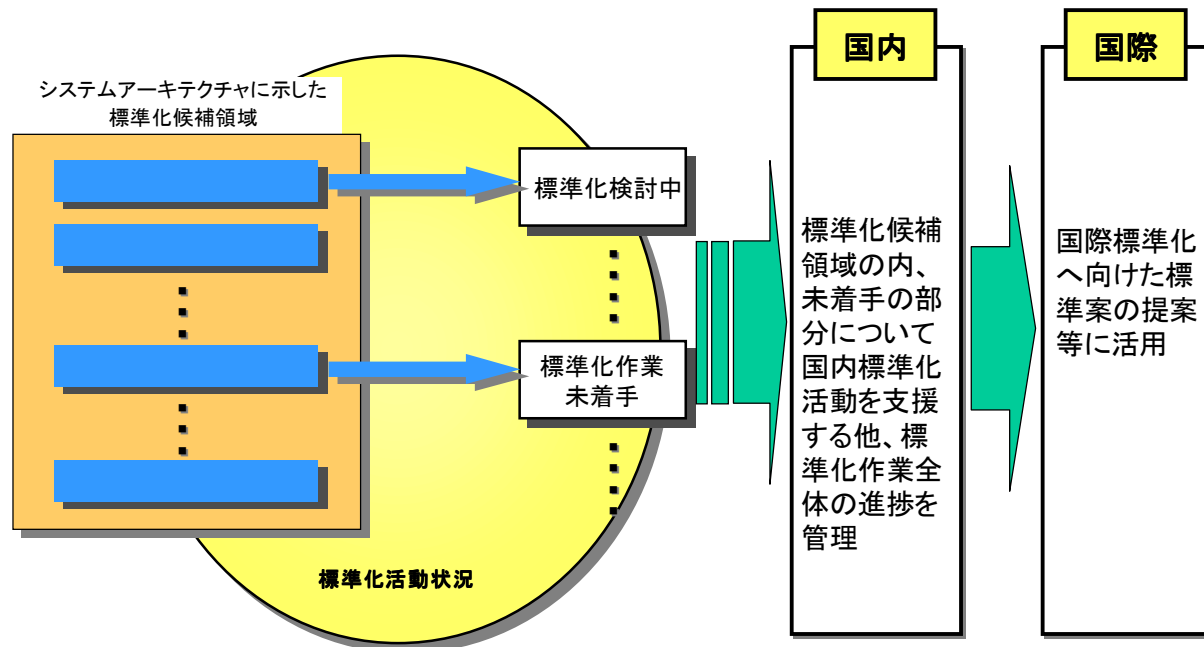 システムアーキテクチャに示した
標準化候補領域
標準化検討中
標準化作業
未着手
標準化活動状況
国内
標準化候補
領域の内、
未着手の部
分について
国内標準化
活動を支援
する他、標
準化作業全
体の進捗を
管理
国際
国際標準化
へ向けた標
準案の提案
等に活用